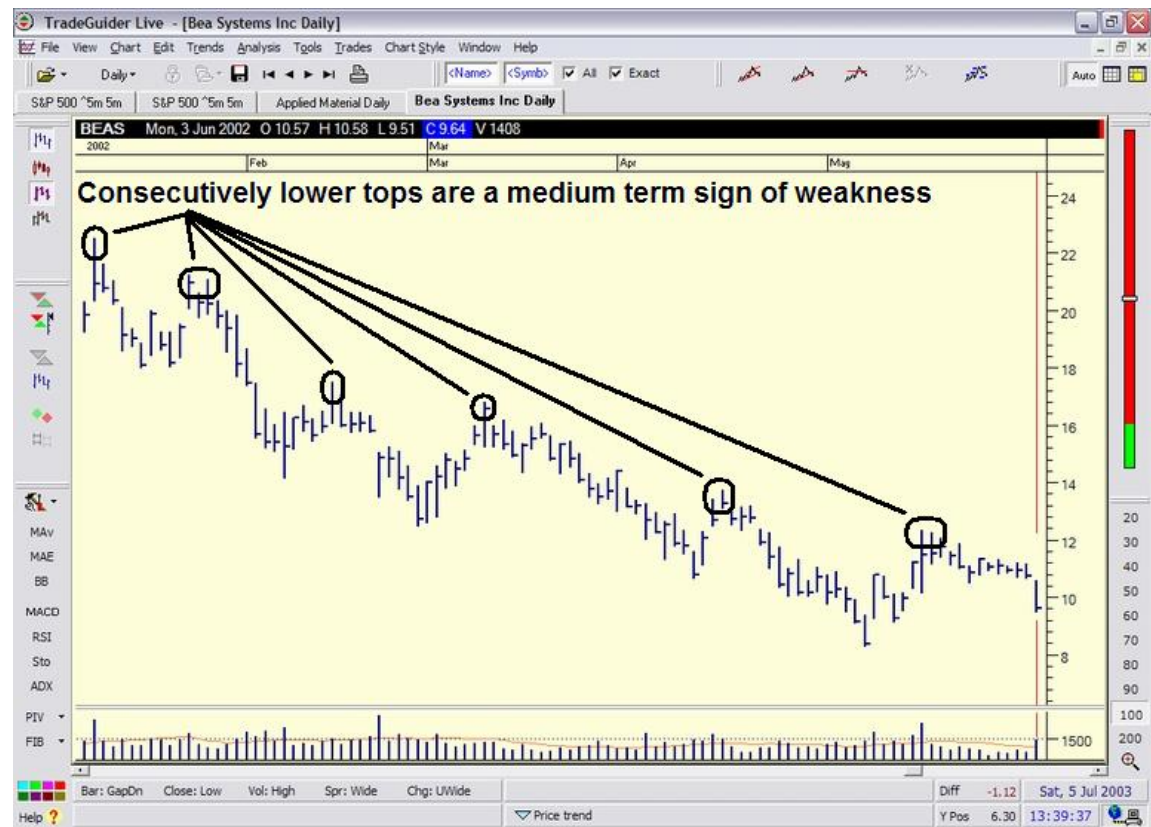 TradeGuider Live - [Bea Systems Inc Daily]
File View Chart Edit Trends Analysis Tools Trades Chart Style Window Help
Daily <Name> <Symb> All Exact Auto
S&P 500 ^5m 5m S&P 500 ^5m 5m Applied Material Daily Bea Systems Inc Daily
BEAS Mon, 3 Jun 2002 O 10.57 H 10.58 L 9.51 C 9.64 V 1408
2002 Mar
Feb Mar Apr May
Consecutively lower tops are a medium term sign of weakness
24
22
20
18
16
14
12
10
8
1500
MAv
MAE
BB
MACD
RSI
Sto
ADX
PIV
FIB
20
30
40
50
60
70
80
90
100
200
Bar: GapDn Close: Low Vol: High Spr: Wide Chg: UWide Diff -1.12 Sat, 5 Jul 2003
Help ? Price trend Y Pos 6.30 13:39:37